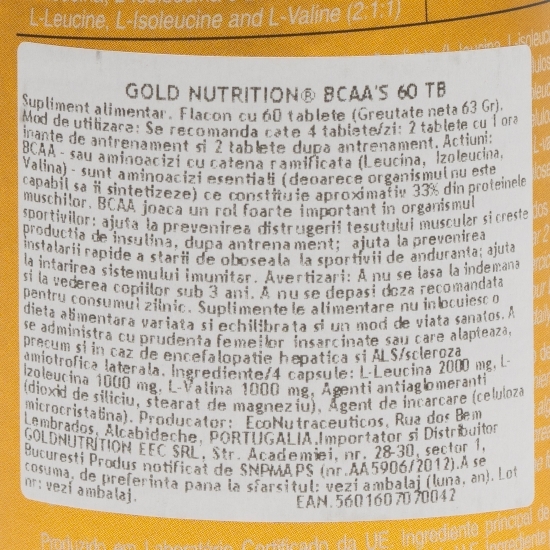 L-Leucine, L-Isoleucine and L-Valine (2:1:1)
GOLD NUTRITION® BCAA'S 60 TB
Supliment alimentar. Flacon cu 60 tablete (Greutate neta 63 Gr).
Mod de utilizare: Se recomanda cate 4 tablete/zi: 2 tablete cu 1 ora
inante de antrenament si 2 tablete dupa antrenament. Actiuni:
BCAA - sau aminoacizi cu catena ramificata (Leucina, Izoleucina,
Valina) - sunt aminoacizi esentiali (deoarece organismul nu este
capabil sa ii sintetizeze) ce constituie aproximativ 33% din proteinele
muschilor. BCAA joaca un rol foarte important in organismul
sportivilor: ajuta la prevenirea distrugerii tesutului muscular si creste
productia de insulina, dupa antrenament; ajuta la prevenirea
instalarii rapide a starii de oboseala la sportivii de anduranta; ajuta
la intarirea sistemului imunitar. Avertizari: A nu se lasa la indemana
si la vederea copiilor sub 3 ani. A nu se depasi doza recomandata
pentru consumul zilnic. Suplimentele alimentare nu inlocuiesc o
dieta alimentara variata si echilibrata si un mod de viata sanatos. A
se administra cu prudenta femeilor insarcinate sau care alapteaza,
precum si in caz de encefalopatie hepatica si ALS/scleroza
amiotrofica laterala. Ingrediente/4 capsule: L-Leucina 2000 mg, L-
Izoleucina 1000 mg, L-Valina 1000 mg, Agenti antiaglomeranti
(dioxid de siliciu, stearat de magneziu), Agent de incarcare (celuloza
microcristalina). Producator: EcoNutraceuticos, Rua dos Bem
Lembrados, Alcabideche, PORTUGALIA.Importator si Distribuitor
GOLDNUTRITION EEC SRL, Str. Academiei, nr. 28-30, sector 1,
Bucuresti Produs notificat de SNPMAPS (nr.AA5906/2012).A se
cosuma, de preferinta pana la sfarsitul: vezi ambalaj (luna, an). Lot
nr: vezi ambalaj. EAN.5601607070042
Produzido em Laboratório Certificado da UE. Ingrediente principal de